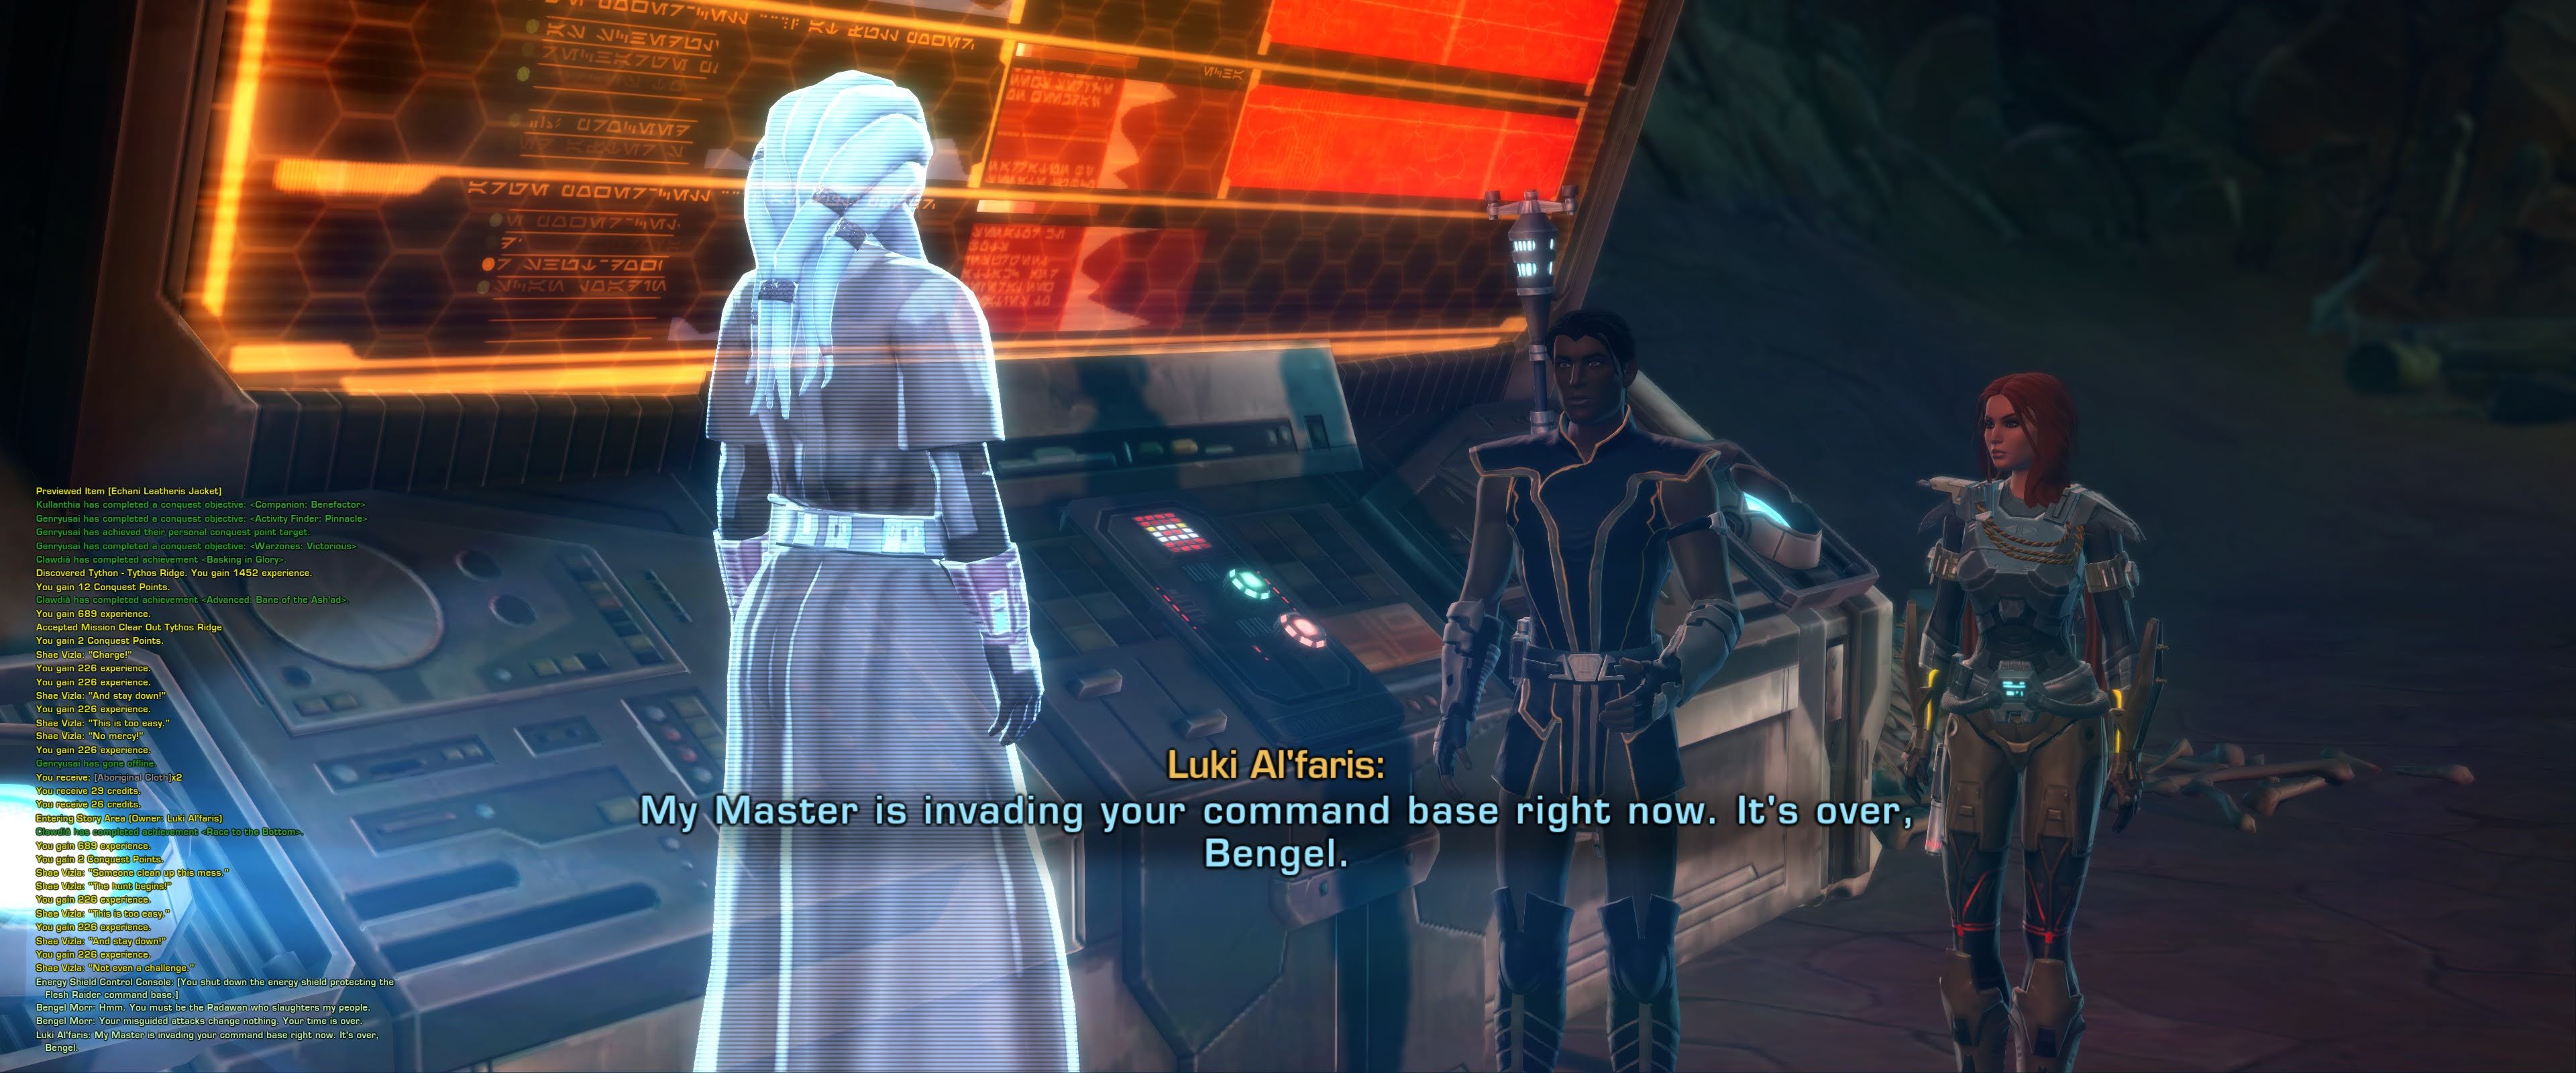 Previewed Item [Echani Leatheris Jacket]
Kullanthia has completed a conquest objective: <Companion: Benefactor>
Genryusai has completed a conquest objective: <Activity Finder: Pinnacle>
Genryusai has achieved their personal conquest point target.
Genryusai has completed a conquest objective: <Warzones: Victorious>
Clawdiâ has completed achievement <Basking in Glory>.
Discovered Tython - Tythos Ridge. You gain 1452 experience.
You gain 12 Conquest Points.
Clawdiâ has completed achievement <Advanced: Bane of the Ash'ad>.
You gain 689 experience.
Accepted Mission Clear Out Tythos Ridge
You gain 2 Conquest Points.
Shae Vizla: "Charge!"
You gain 226 experience.
You gain 226 experience.
Shae Vizla: "And stay down!"
You gain 226 experience.
Shae Vizla: "This is too easy."
Shae Vizla: "No mercy!"
You gain 226 experience.
Genryusai has gone offline.
You receive: [Aboriginal Cloth]x2
You receive 29 credits.
You receive 26 credits.
Entering Story Area [Owner: Luki Al'faris]
Clawdiâ has completed achievement <Race to the Bottom>.
You gain 689 experience.
You gain 2 Conquest Points.
Shae Vizla: "Someone clean up this mess."
Shae Vizla: "The hunt begins!"
You gain 226 experience.
Shae Vizla: "This is too easy."
You gain 226 experience.
Shae Vizla: "And stay down!"
You gain 226 experience.
Shae Vizla: "Not even a challenge."
Energy Shield Control Console: [You shut down the energy shield protecting the
Flesh Raider command base.]
Bengel Morr: Hmm. You must be the Padawan who slaughters my people.
Bengel Morr: Your misguided attacks change nothing. Your time is over.
Luki Al'faris: My Master is invading your command base right now. It's over,
Bengel.
Luki Al'faris:
My Master is invading your command base right now. It's over,
Bengel.